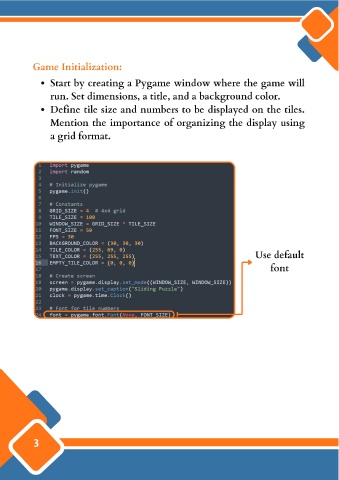 Game Initialization:
• Start by creating a Pygame window where the game will
run. Set dimensions, a title, and a background color.
• Define tile size and numbers to be displayed on the tiles.
Mention the importance of organizing the display using
a grid format.
1 import pygame
2 import random
3
4 # Initialize pygame
5 pygame.init()
6
7 # Constants
8 GRID_SIZE = 4 # 4x4 grid
9 TILE_SIZE = 100
10 WINDOW_SIZE = GRID_SIZE * TILE_SIZE
11 FONT_SIZE = 50
12 FPS = 30
13 BACKGROUND_COLOR = (30, 30, 30)
14 TILE_COLOR = (255, 69, 0)
15 TEXT_COLOR = (255, 255, 255)
16 EMPTY_TILE_COLOR = (0, 0, 0)
17
18 # Create screen
19 screen = pygame.display.set_mode((WINDOW_SIZE, WINDOW_SIZE))
20 pygame.display.set_caption("Sliding Puzzle")
21 clock = pygame.time.Clock()
22
23 # Font for tile numbers
24 font = pygame.font.Font(None, FONT_SIZE)
Use default
font
3